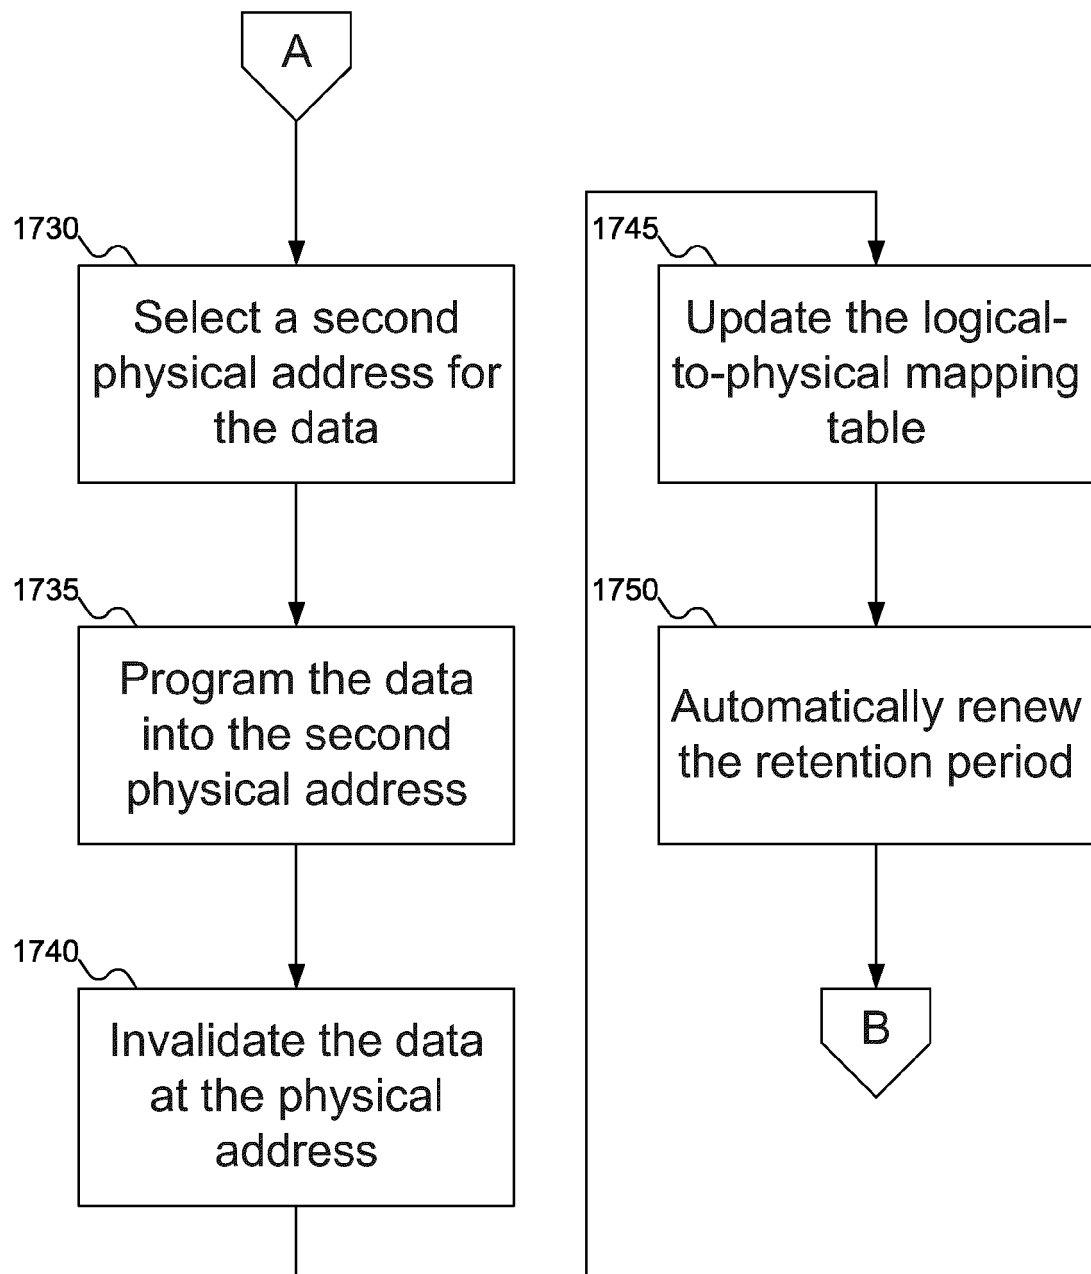 A
1730
Select a second
physical address for
the data
1735
Program the data
into the second
physical address
1740
Invalidate the data
at the physical
address
1745
Update the logical-
to-physical mapping
table
1750
Automatically renew
the retention period
B